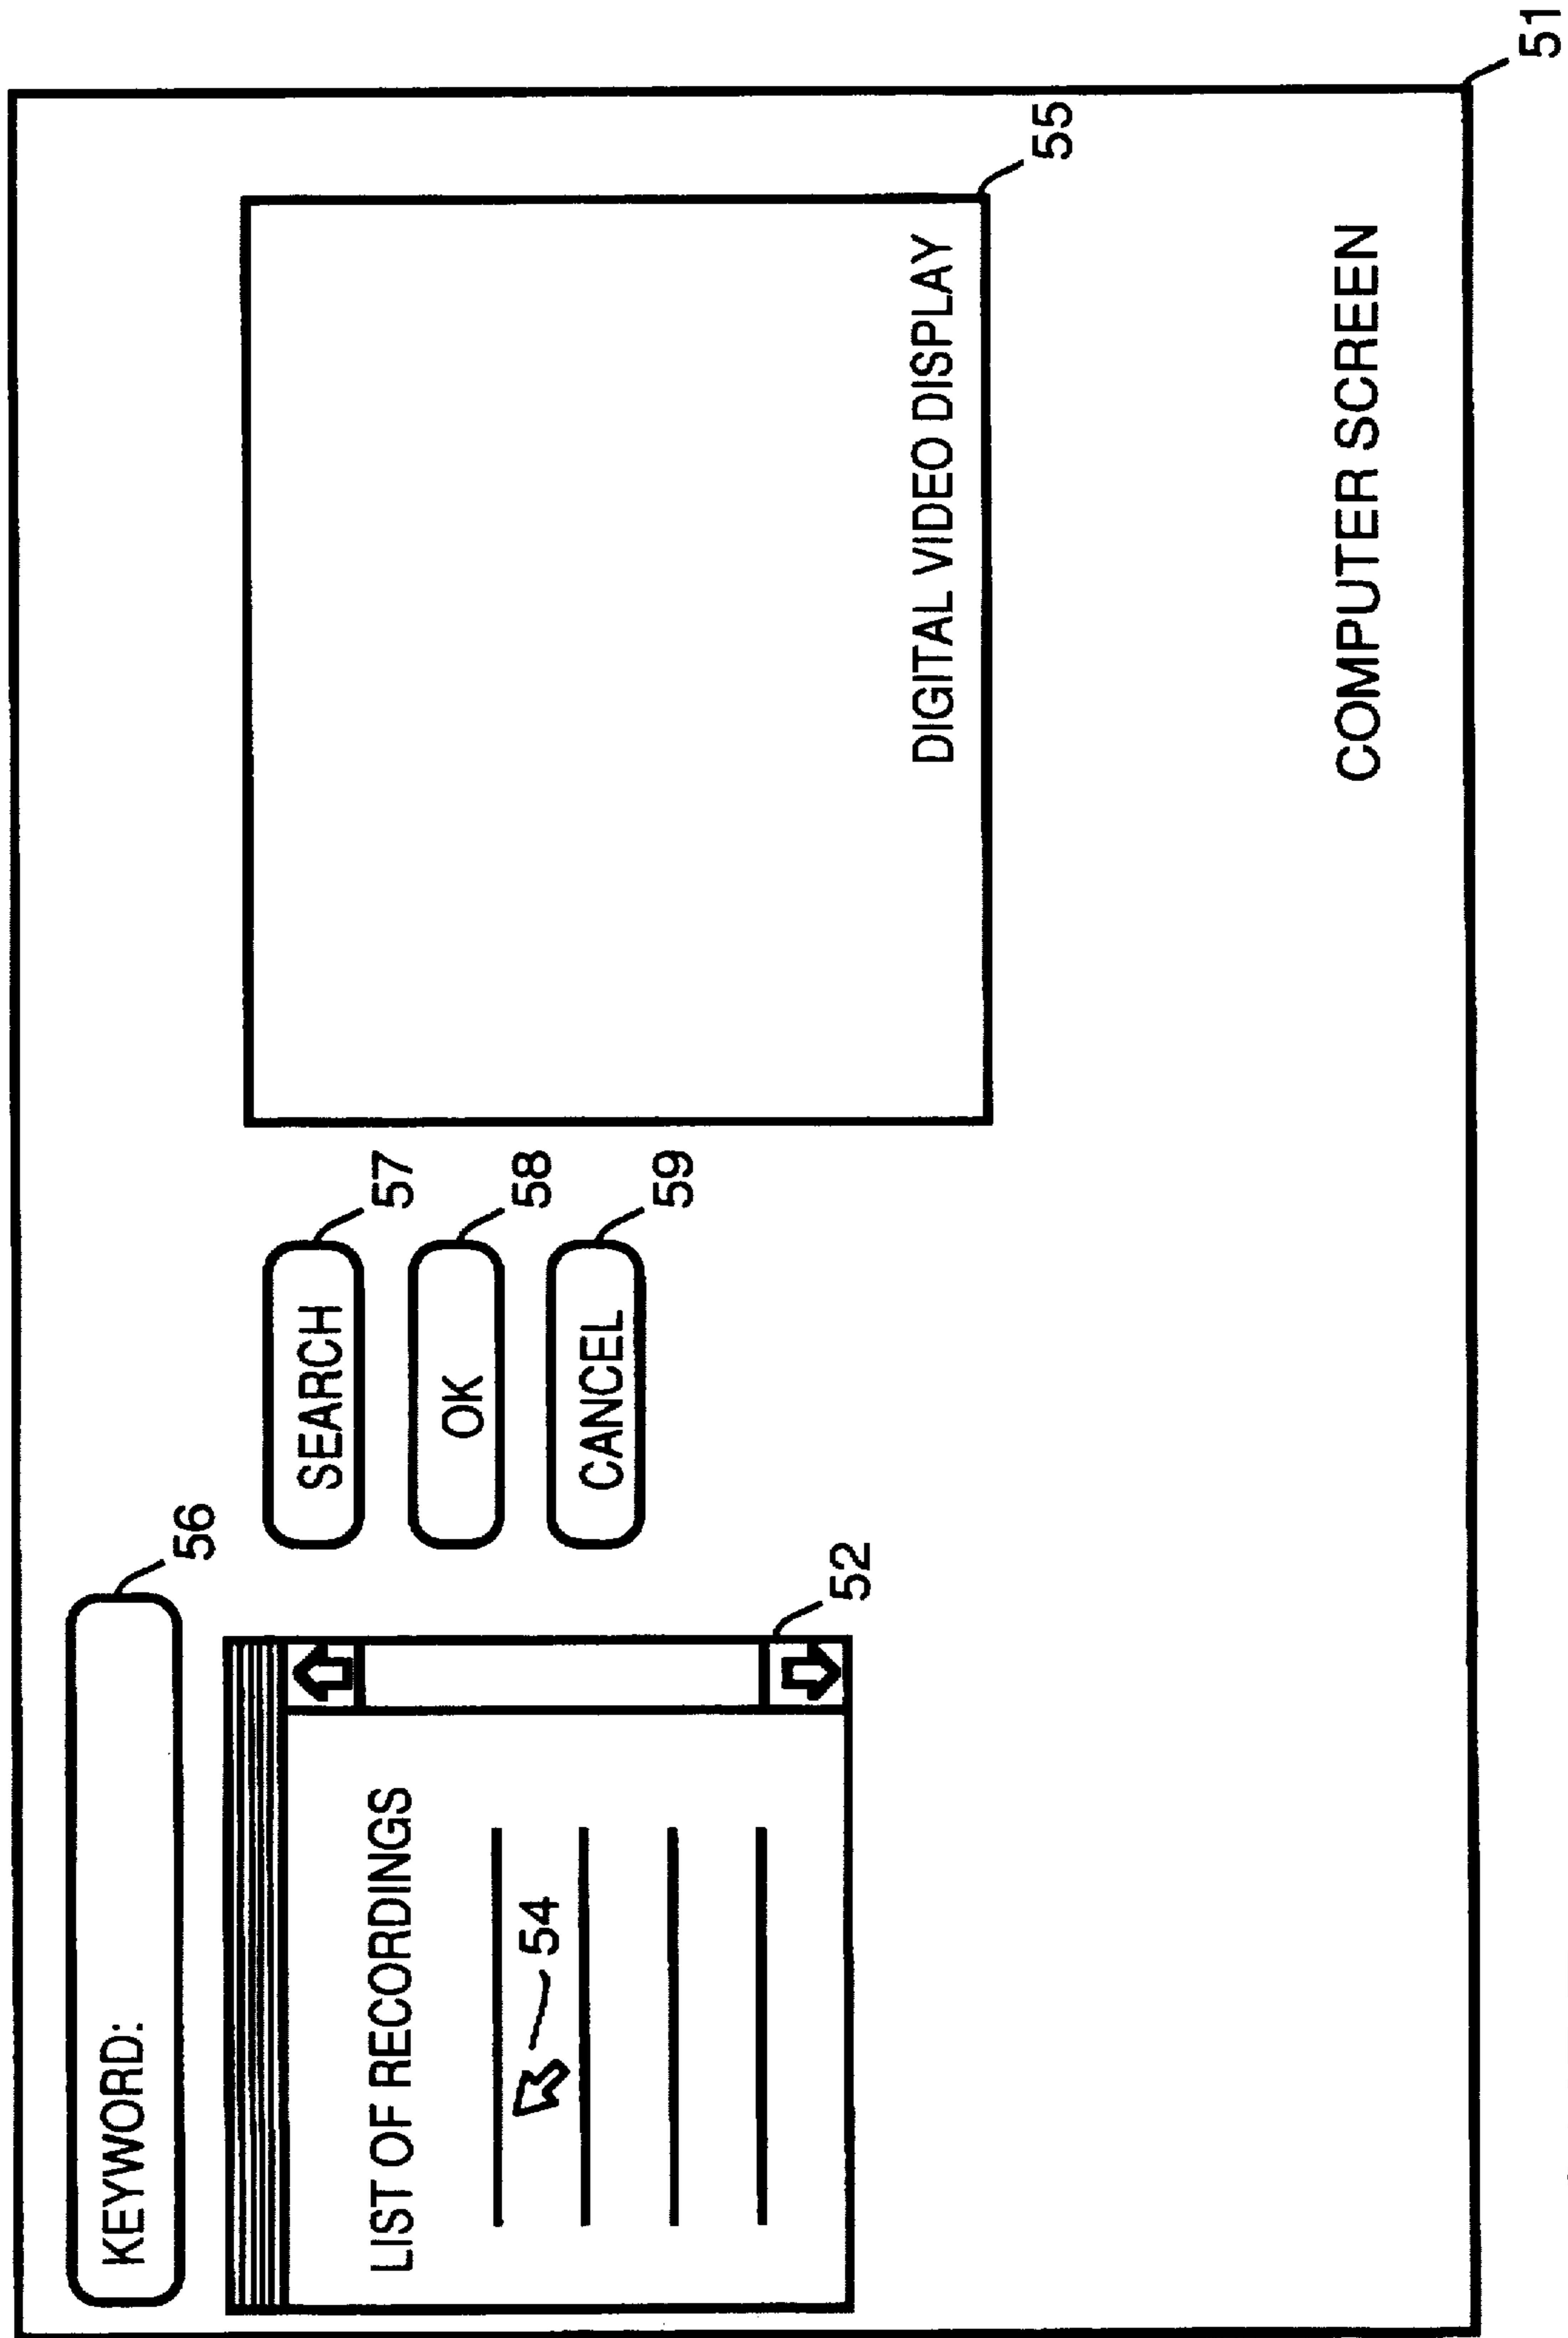 KEYWORD:
56
LIST OF RECORDINGS
54
52
SEARCH
57
OK
58
CANCEL
59
DIGITAL VIDEO DISPLAY
55
COMPUTER SCREEN
51